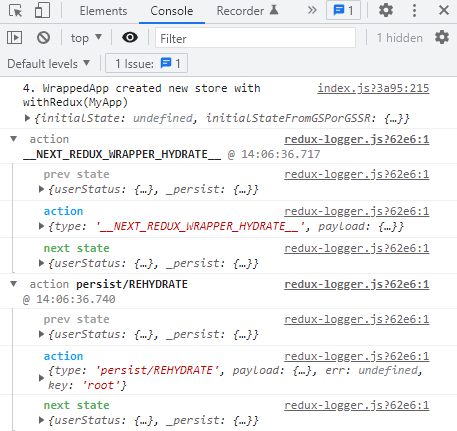 Elements Console Recorder » 1
top Filter 1 hidden
Default levels 1 Issue: 1
4. WrappedApp created new store with index.js?3a95:215
withRedux(MyApp)
{initialState: undefined, initialStateFromGSPorGSSR: {…}}
action redux-logger.js?62e6:1
__NEXT_REDUX_WRAPPER_HYDRATE__ @ 14:06:36.717
prev state redux-logger.js?62e6:1
{userStatus: {…}, _persist: {…}}
action redux-logger.js?62e6:1
{type: '__NEXT_REDUX_WRAPPER_HYDRATE__', payload: {…}}
next state redux-logger.js?62e6:1
{userStatus: {…}, _persist: {…}}
action persist/REHYDRATE redux-logger.js?62e6:1
@ 14:06:36.740
prev state redux-logger.js?62e6:1
{userStatus: {…}, _persist: {…}}
action redux-logger.js?62e6:1
{type: 'persist/REHYDRATE', payload: {…}, err: undefined,
key: 'root'}
next state redux-logger.js?62e6:1
{userStatus: {…}, _persist: {…}}